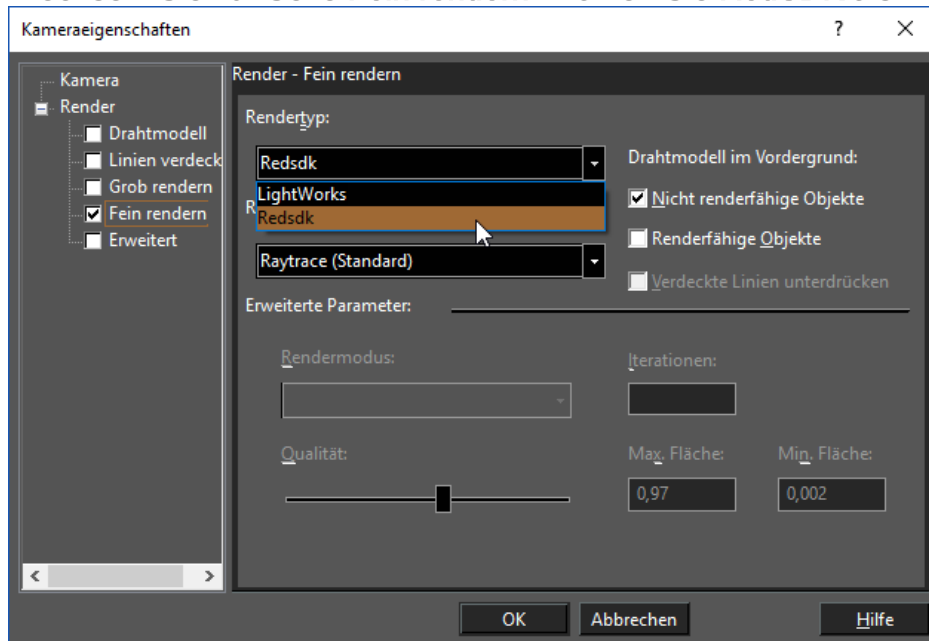 Kameraeigenschaften
?
Kamera
Render
Drahtmodell
Linien verdeck
Grob rendern
Fein rendern
Erweitert
Render - Fein rendern
Rendertyp:
Redsdk
LightWorks
Redsdk
R
Raytrace (Standard)
Drahtmodell im Vordergrund:
Nicht renderfähige Objekte
Renderfähige Objekte
Verdeckte Linien unterdrücken
Erweiterte Parameter:
Rendermodus:
Iterationen:
Qualität:
Max. Fläche:
Min. Fläche:
0,97
0,002
OK
Abbrechen
Hilfe